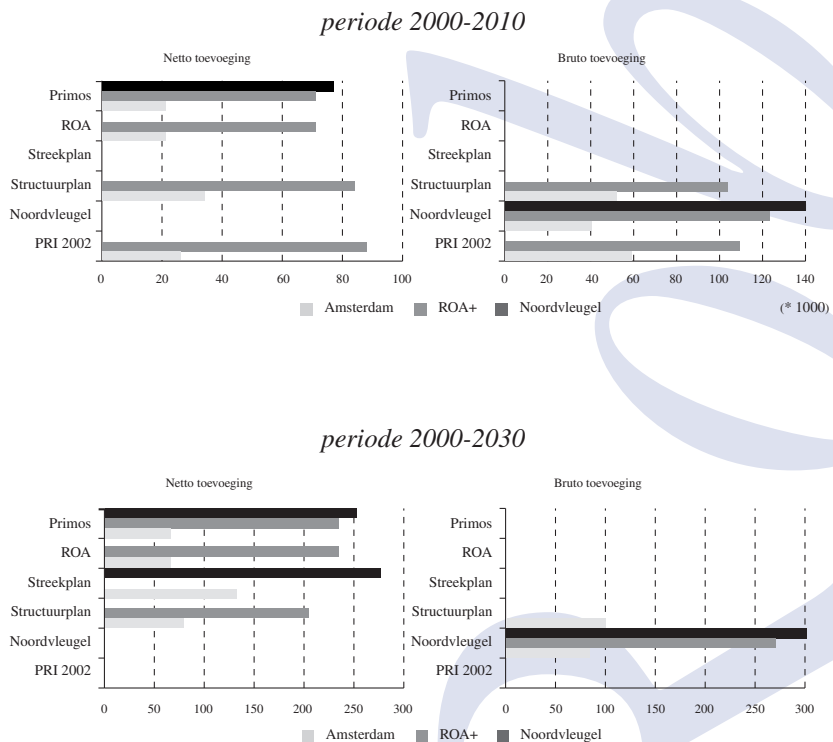 periode 2000-2010
Netto toevoeging
Primos
ROA
Streekplan
Structuurplan
Noordvleugel
PRI 2002
0 20 40 60 80 100
Bruto toevoeging
Primos
ROA
Streekplan
Structuurplan
Noordvleugel
PRI 2002
0 20 40 60 80 100 120 140
Amsterdam ROA+ Noordvleugel (* 1000)
periode 2000-2030
Netto toevoeging
Primos
ROA
Streekplan
Structuurplan
Noordvleugel
PRI 2002
0 50 100 150 200 250 300
Bruto toevoeging
Primos
ROA
Streekplan
Structuurplan
Noordvleugel
PRI 2002
0 50 100 150 200 250 300
Amsterdam ROA+ Noordvleugel